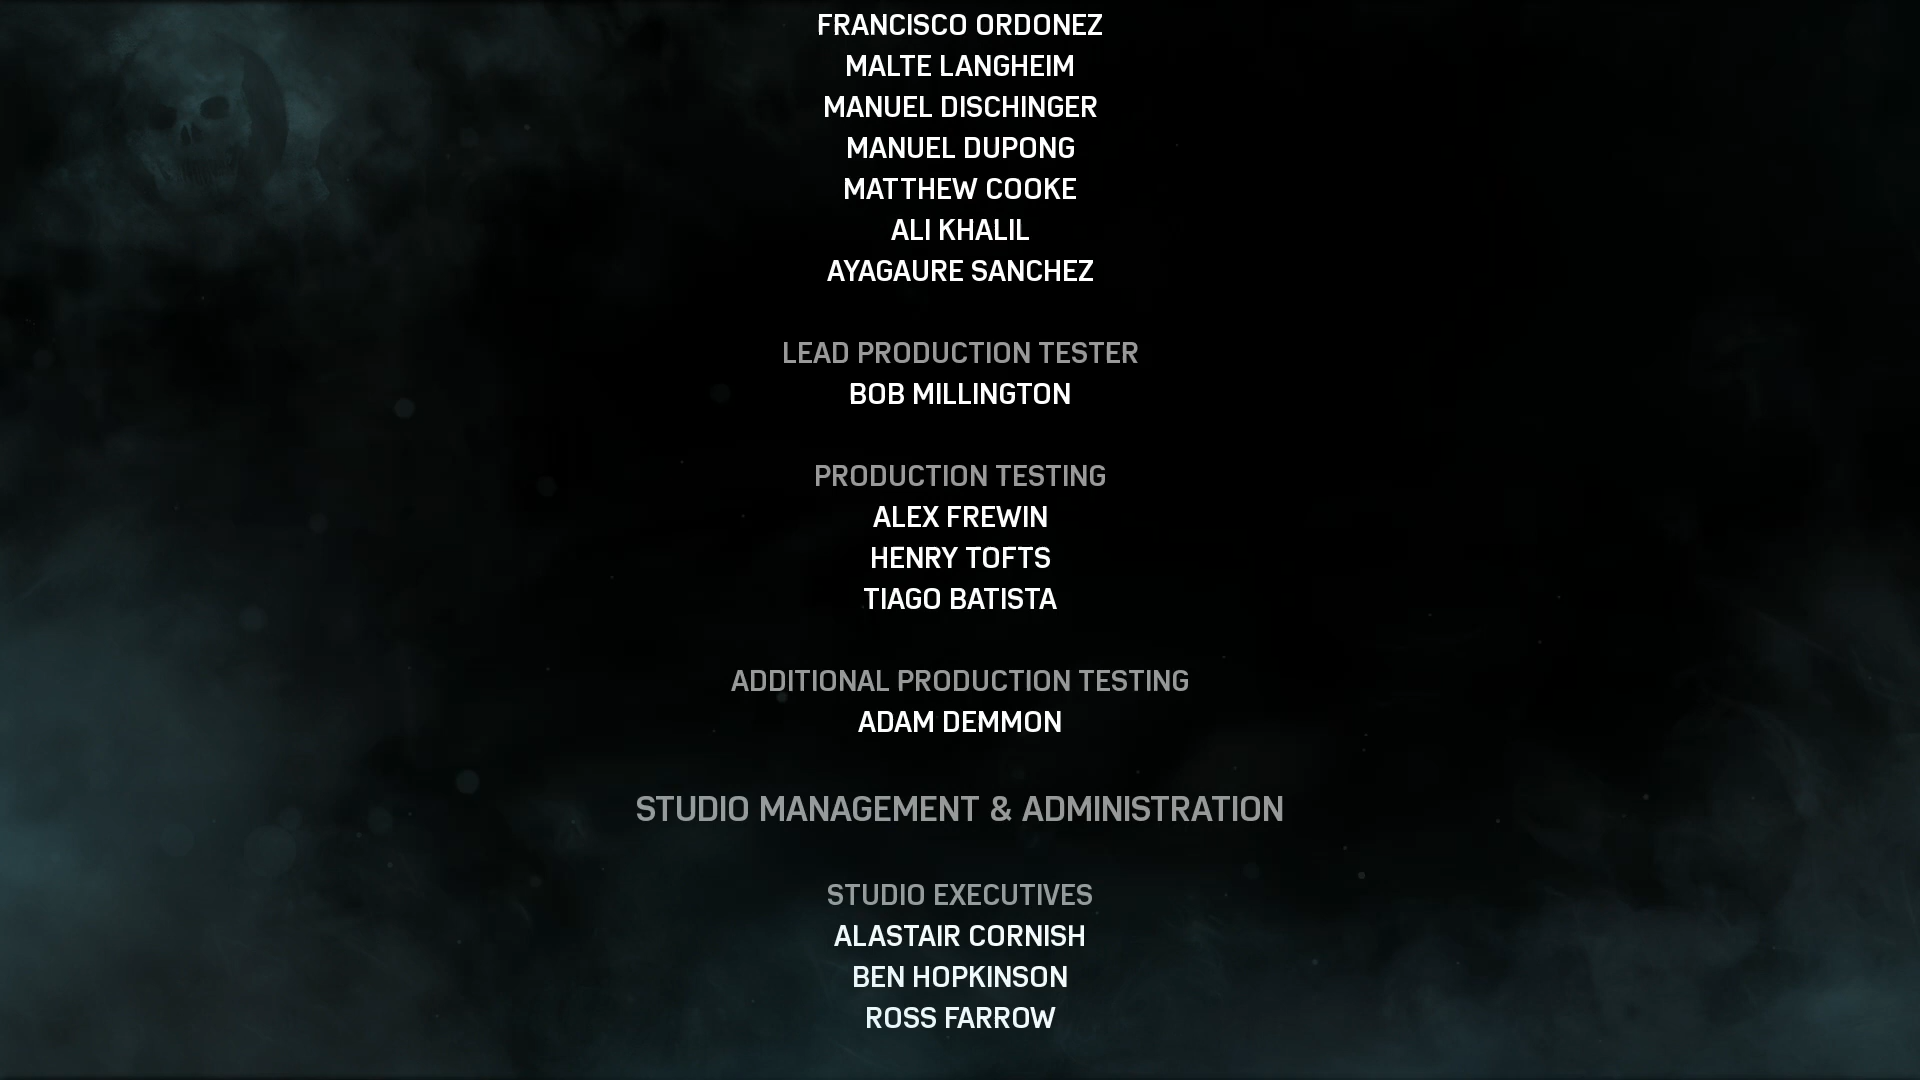 FRANCISCO ORDONEZ
MALTE LANGHEIM
MANUEL DISCHINGER
MANUEL DUPONG
MATTHEW COOKE
ALI KHALIL
AYAGAURE SANCHEZ
LEAD PRODUCTION TESTER
BOB MILLINGTON
PRODUCTION TESTING
ALEX FREWIN
HENRY TOFTS
TIAGO BATISTA
ADDITIONAL PRODUCTION TESTING
ADAM DEMMON
STUDIO MANAGEMENT & ADMINISTRATION
STUDIO EXECUTIVES
ALASTAIR CORNISH
BEN HOPKINSON
ROSS FARROW